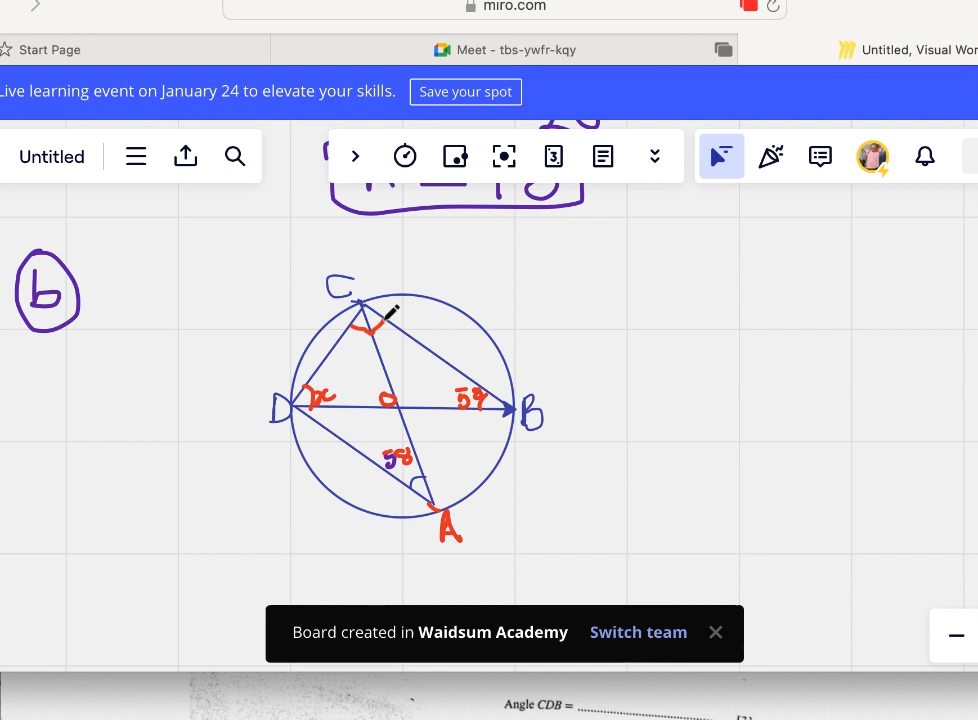 miro.com
Start Page
Meet - tbs-ywfr-kqy
Untitled, Visual Wor
Live learning event on January 24 to elevate your skills.
Save your spot
Untitled
3
b
C
D
x
O
B
58
A
Board created in Waidsum Academy
Switch team
Angle CDB = ..............................